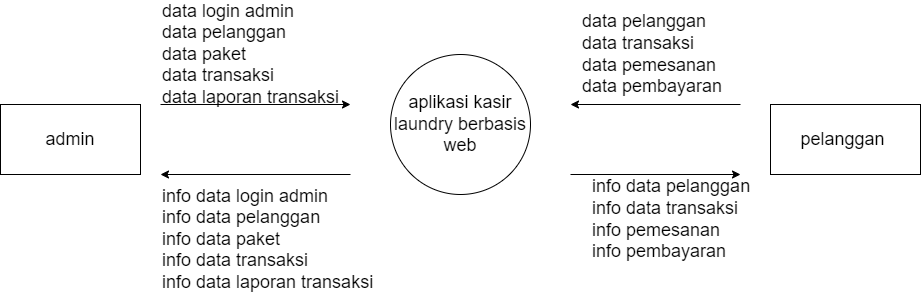 data login admin
data pelanggan
data paket
data transaksi
data laporan transaksi
admin
info data login admin
info data pelanggan
info data paket
info data transaksi
info data laporan transaksi
aplikasi kasir
laundry berbasis
web
data pelanggan
data transaksi
data pemesanan
data pembayaran
pelanggan
info data pelanggan
info data transaksi
info pemesanan
info pembayaran